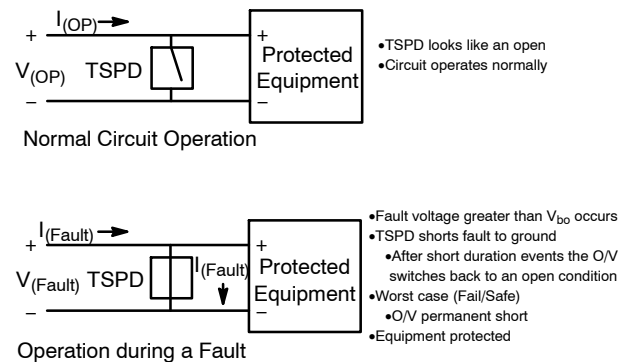 I(OP)
+ +
V(OP) TSPD
Protected
Equipment
– –
•TSPD looks like an open
•Circuit operates normally
Normal Circuit Operation
I(Fault)
+ +
V(Fault) TSPD I(Fault)
Protected
Equipment
– –
•Fault voltage greater than Vbo occurs
•TSPD shorts fault to ground
•After short duration events the O/V
switches back to an open condition
•Worst case (Fail/Safe)
•O/V permanent short
•Equipment protected
Operation during a Fault